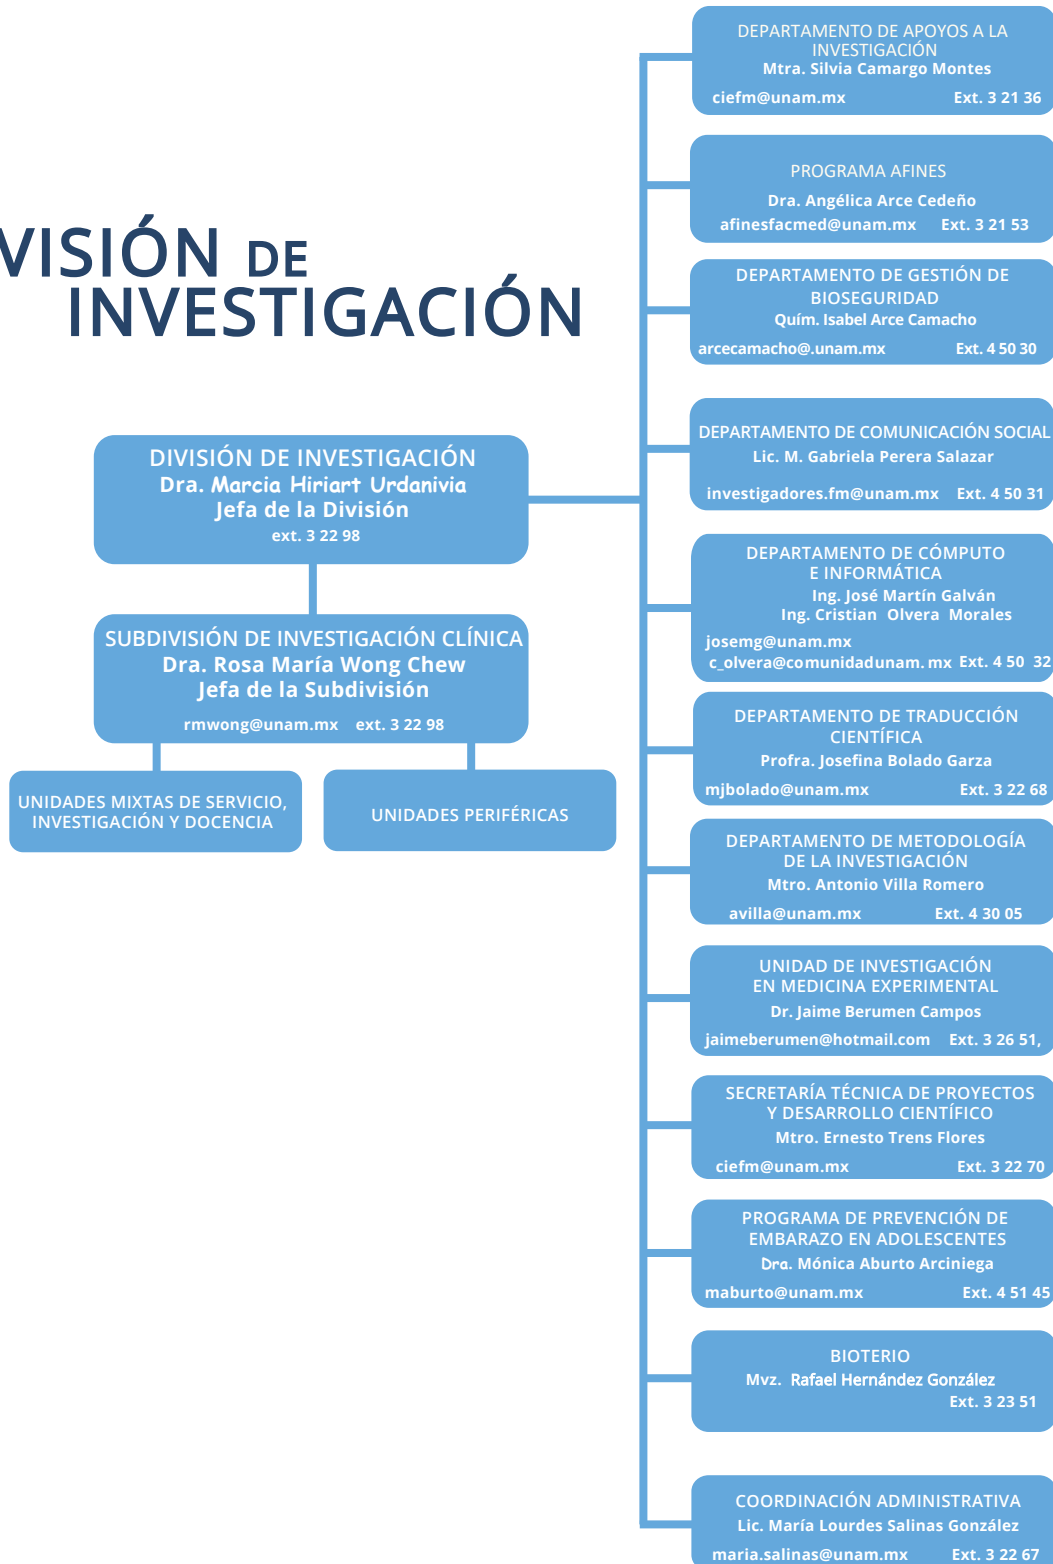 VISIÓN DE
INVESTIGACIÓN
DIVISIÓN DE INVESTIGACIÓN
Dra. Marcia Hiriart Urdanivia
Jefa de la División
ext. 3 22 98
SUBDIVISIÓN DE INVESTIGACIÓN CLÍNICA
Dra. Rosa María Wong Chew
Jefa de la Subdivisión
rmwong@unam.mx ext. 3 22 98
UNIDADES MIXTAS DE SERVICIO,
INVESTIGACIÓN Y DOCENCIA
UNIDADES PERIFÉRICAS
DEPARTAMENTO DE APOYOS A LA
INVESTIGACIÓN
Mtra. Silvia Camargo Montes
ciefm@unam.mx Ext. 3 21 36
PROGRAMA AFINES
Dra. Angélica Arce Cedeño
afinesfacmed@unam.mx Ext. 3 21 53
DEPARTAMENTO DE GESTIÓN DE
BIOSEGURIDAD
Quím. Isabel Arce Camacho
arcecamacho@.unam.mx Ext. 4 50 30
DEPARTAMENTO DE COMUNICACIÓN SOCIAL
Lic. M. Gabriela Perera Salazar
investigadores.fm@unam.mx Ext. 4 50 31
DEPARTAMENTO DE CÓMPUTO
E INFORMÁTICA
Ing. José Martín Galván
Ing. Cristian Olvera Morales
josemg@unam.mx
c_olvera@comunidadunam.mx Ext. 4 50 32
DEPARTAMENTO DE TRADUCCIÓN
CIENTÍFICA
Profra. Josefina Bolado Garza
mjbolado@unam.mx Ext. 3 22 68
DEPARTAMENTO DE METODOLOGÍA
DE LA INVESTIGACIÓN
Mtro. Antonio Villa Romero
avilla@unam.mx Ext. 4 30 05
UNIDAD DE INVESTIGACIÓN
EN MEDICINA EXPERIMENTAL
Dr. Jaime Berumen Campos
jaimeberumen@hotmail.com Ext. 3 26 51,
SECRETARÍA TÉCNICA DE PROYECTOS
Y DESARROLLO CIENTÍFICO
Mtro. Ernesto Trens Flores
ciefm@unam.mx Ext. 3 22 70
PROGRAMA DE PREVENCIÓN DE
EMBARAZO EN ADOLESCENTES
Dra. Mónica Aburto Arciniega
maburto@unam.mx Ext. 4 51 45
BIOTERIO
Mvz. Rafael Hernández González
Ext. 3 23 51
COORDINACIÓN ADMINISTRATIVA
Lic. María Lourdes Salinas González
maria.salinas@unam.mx Ext. 3 22 67